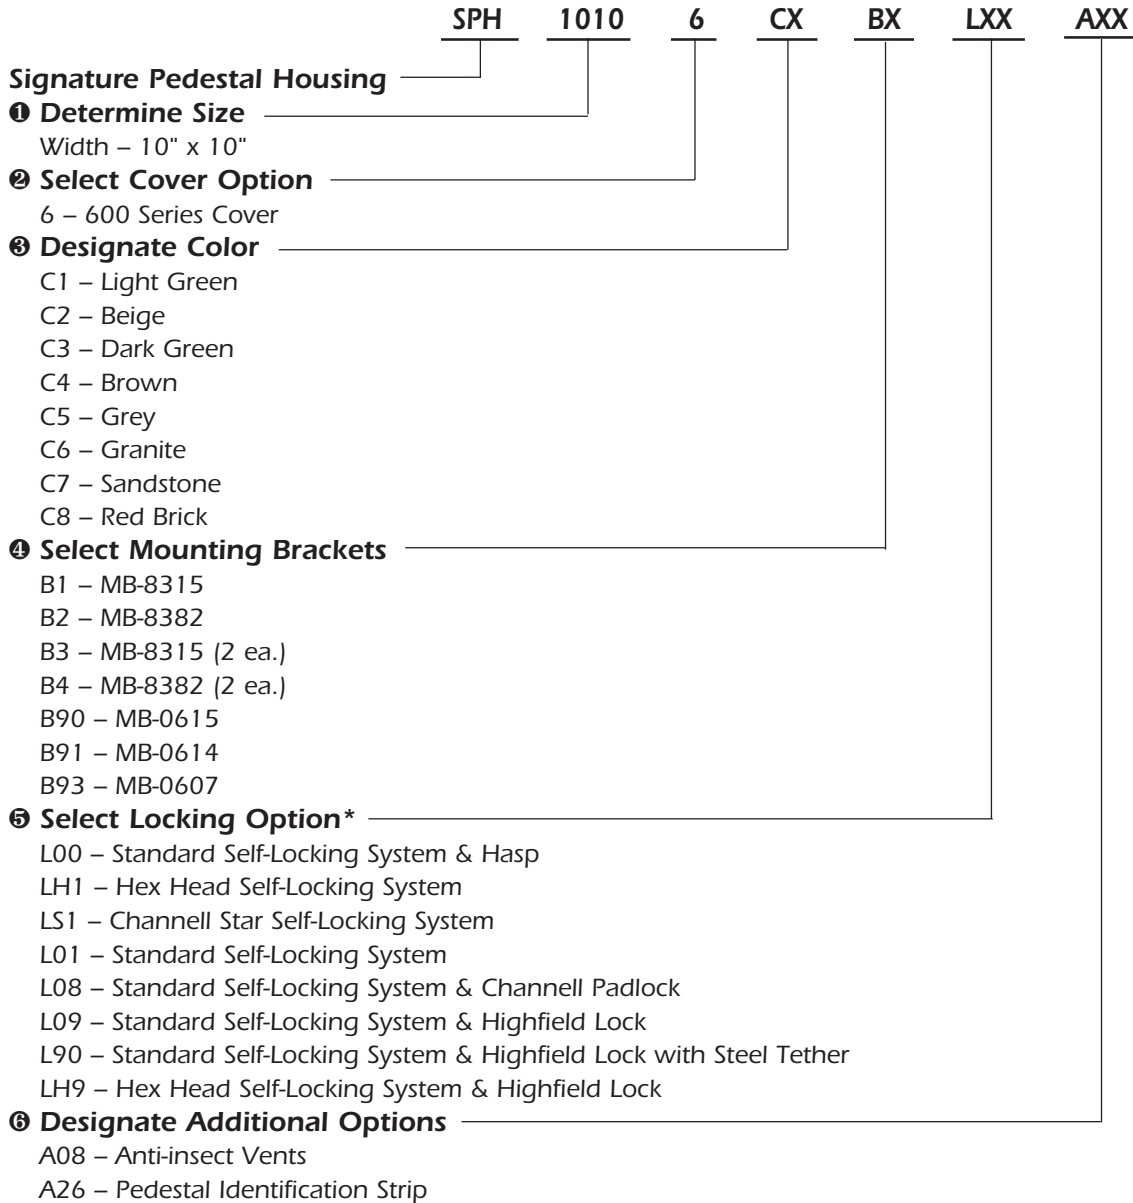 SPH 1010 6 CX BX LXX AXX
Signature Pedestal Housing
❶ Determine Size
Width – 10" x 10"
❷ Select Cover Option
6 – 600 Series Cover
❸ Designate Color
C1 – Light Green
C2 – Beige
C3 – Dark Green
C4 – Brown
C5 – Grey
C6 – Granite
C7 – Sandstone
C8 – Red Brick
❹ Select Mounting Brackets
B1 – MB-8315
B2 – MB-8382
B3 – MB-8315 (2 ea.)
B4 – MB-8382 (2 ea.)
B90 – MB-0615
B91 – MB-0614
B93 – MB-0607
❺ Select Locking Option*
L00 – Standard Self-Locking System & Hasp
LH1 – Hex Head Self-Locking System
LS1 – Channell Star Self-Locking System
L01 – Standard Self-Locking System
L08 – Standard Self-Locking System & Channell Padlock
L09 – Standard Self-Locking System & Highfield Lock
L90 – Standard Self-Locking System & Highfield Lock with Steel Tether
LH9 – Hex Head Self-Locking System & Highfield Lock
❻ Designate Additional Options
A08 – Anti-insect Vents
A26 – Pedestal Identification Strip